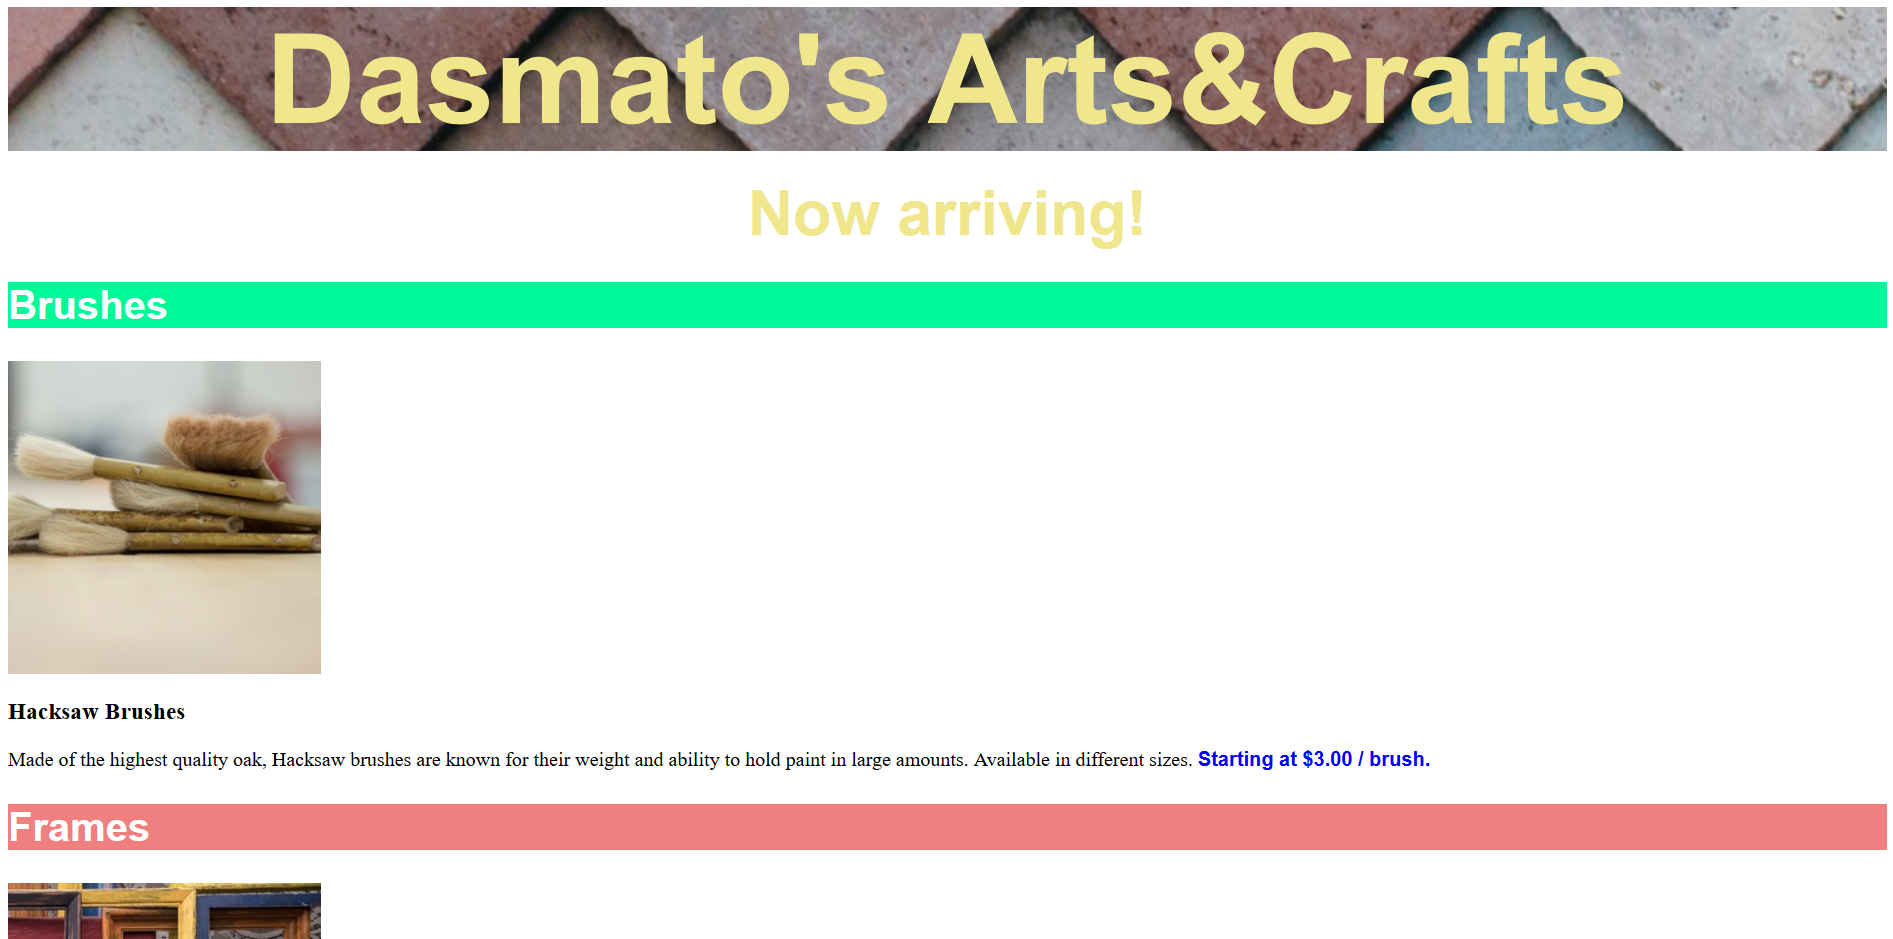 Dasmato's Arts&Crafts
Now arriving!
Brushes
Hacksaw Brushes
Made of the highest quality oak, Hacksaw brushes are known for their weight and ability to hold paint in large amounts. Available in different sizes. Starting at $3.00 / brush.
Frames